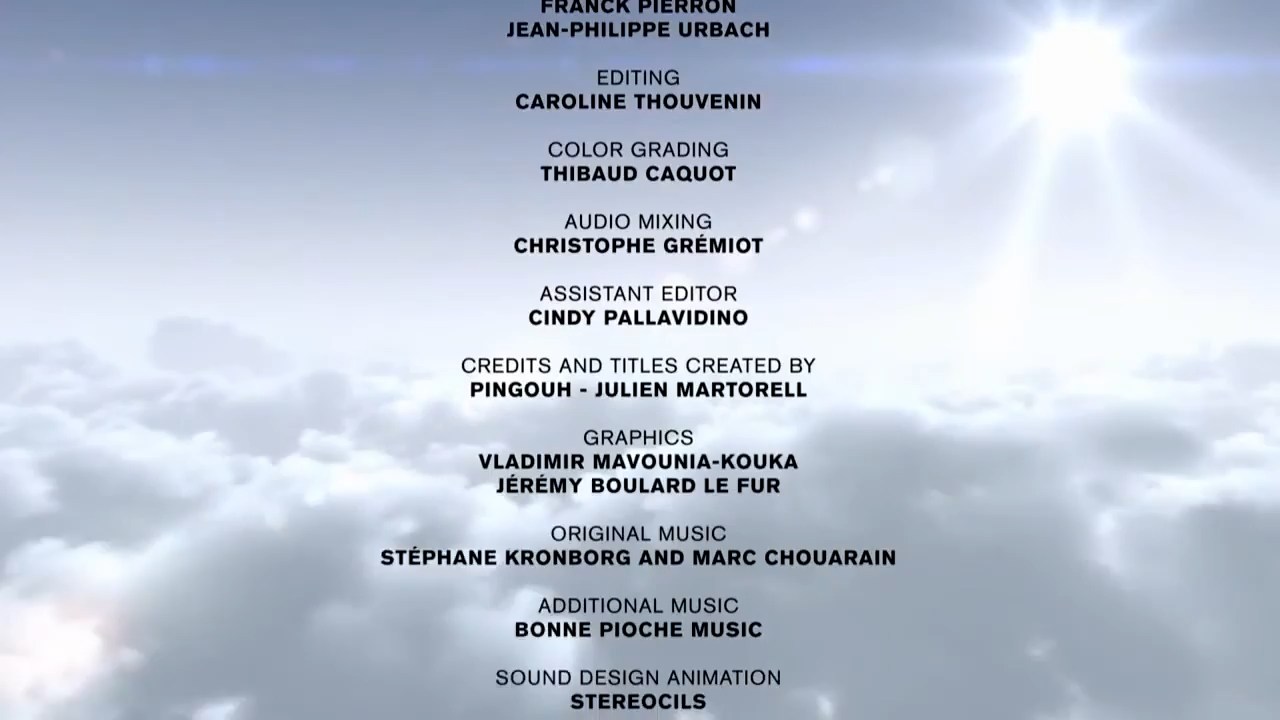 FRANCK PIERRON
JEAN-PHILIPPE URBACH
EDITING
CAROLINE THOUVENIN
COLOR GRADING
THIBAUD CAQUOT
AUDIO MIXING
CHRISTOPHE GRÉMIOT
ASSISTANT EDITOR
CINDY PALLAVIDINO
CREDITS AND TITLES CREATED BY
PINGOUH - JULIEN MARTORELL
GRAPHICS
VLADIMIR MAVOUNIA-KOUKA
JÉRÉMY BOULARD LE FUR
ORIGINAL MUSIC
STÉPHANE KRONBORG AND MARC CHOUARAIN
ADDITIONAL MUSIC
BONNE PIOCHE MUSIC
SOUND DESIGN ANIMATION
STEREOCILS